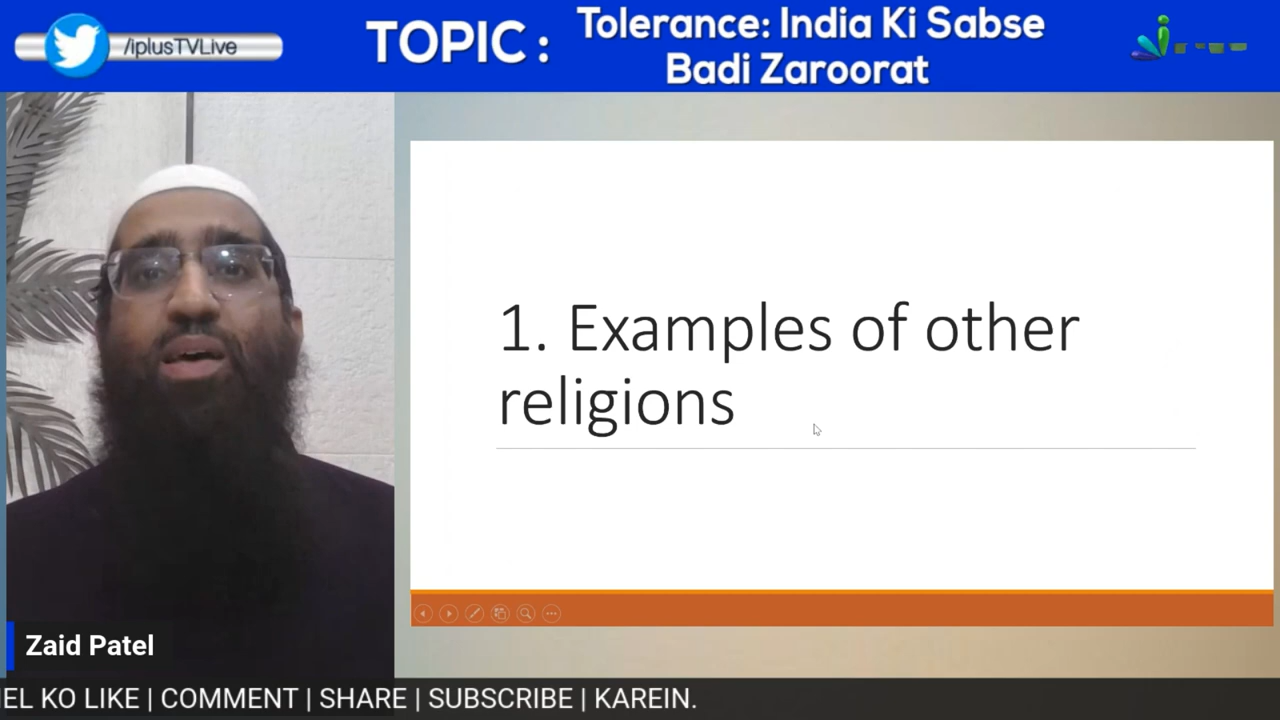 /iplusTVLive
TOPIC :
Tolerance: India Ki Sabse
Badi Zaroorat
1. Examples of other
religions
Zaid Patel
EL KO LIKE | COMMENT | SHARE | SUBSCRIBE | KAREIN.